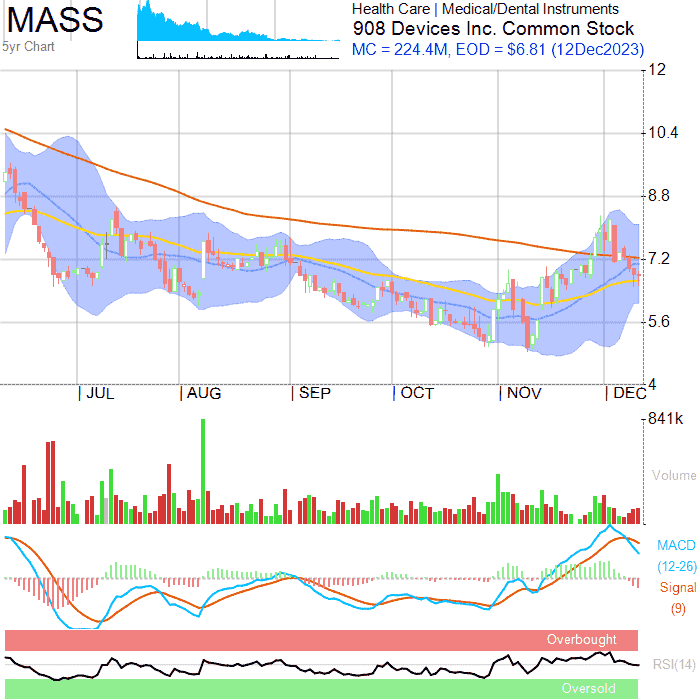 MASS
5yr Chart
Health Care | Medical/Dental Instruments
908 Devices Inc. Common Stock
MC = 224.4M, EOD = $6.81 (12Dec2023)
12
10.4
8.8
7.2
5.6
4
| JUL | AUG | SEP | OCT | NOV | DEC
841k
Volume
MACD
(12-26)
Signal
(9)
Overbought
RSI(14)
Oversold